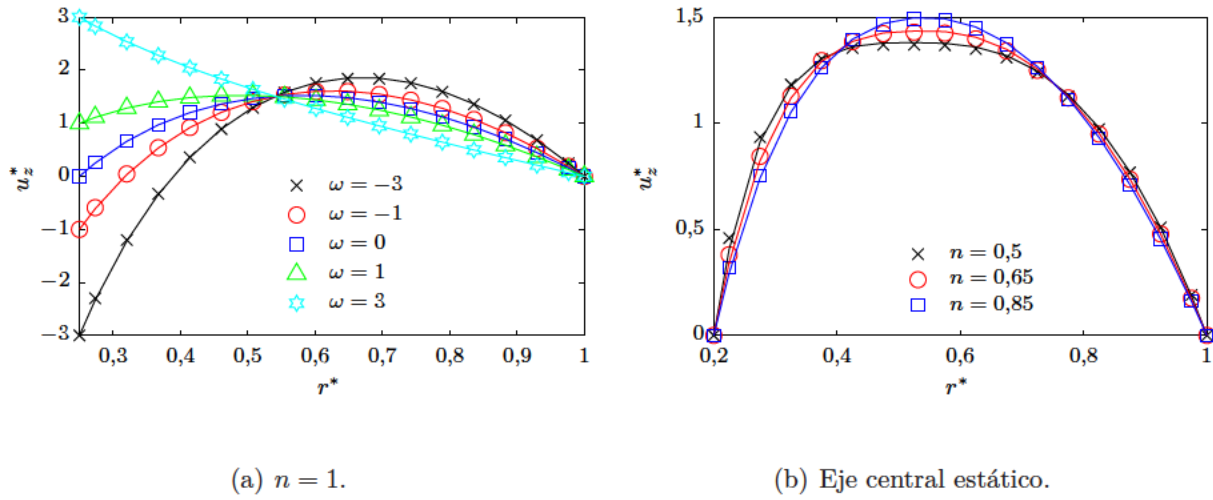 3
2
1
0
−1
−2
−3
u*z
ω = −3
ω = −1
ω = 0
ω = 1
ω = 3
0,3 0,4 0,5 0,6 0,7 0,8 0,9 1
r*
(a) n = 1.
1,5
1
0,5
0
u*z
n = 0,5
n = 0,65
n = 0,85
0,2 0,4 0,6 0,8 1
r*
(b) Eje central estático.